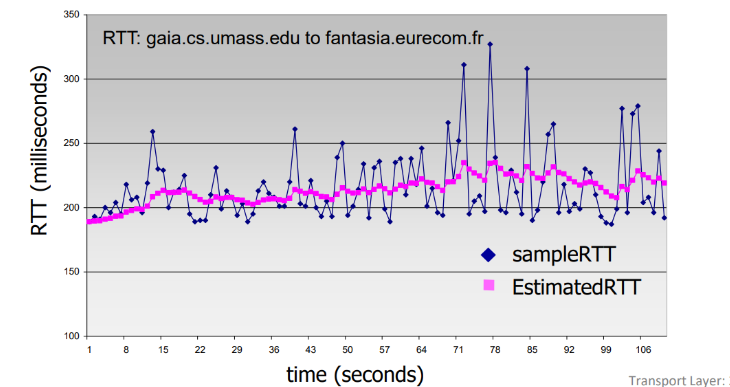 350
RTT: gaia.cs.umass.edu to fantasia.eurecom.fr
300
250
200
150
100
RTT (milliseconds)
sampleRTT
EstimatedRTT
1 8 15 22 29 36 43 50 57 64 71 78 85 92 99 106
time (seconds)
Transport Layer: